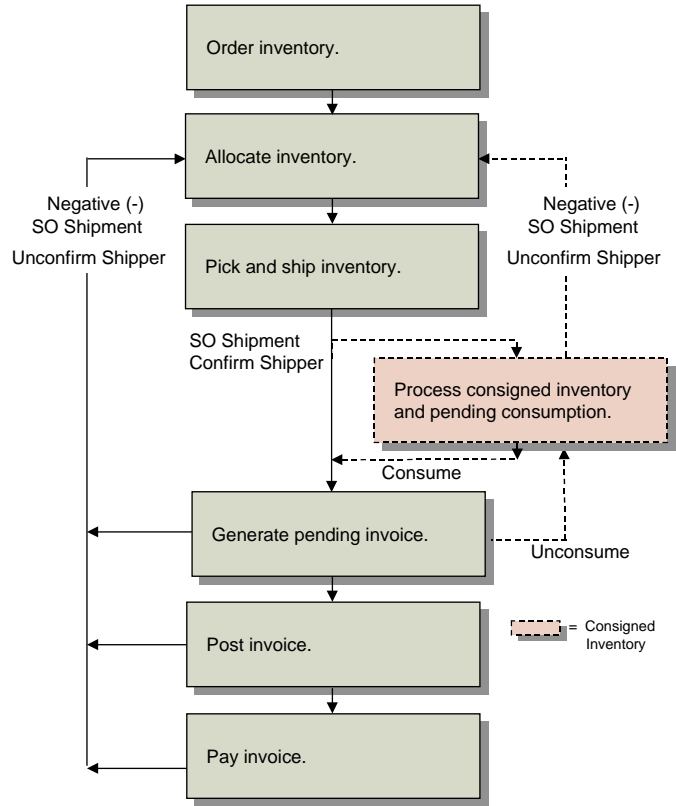 Order inventory.
Allocate inventory.
Negative (-)
SO Shipment
Unconfirm Shipper
Negative (-)
SO Shipment
Unconfirm Shipper
Pick and ship inventory.
SO Shipment
Confirm Shipper
Process consigned inventory
and pending consumption.
Consume
Generate pending invoice.
Unconsume
Post invoice.
= Consigned
Inventory
Pay invoice.